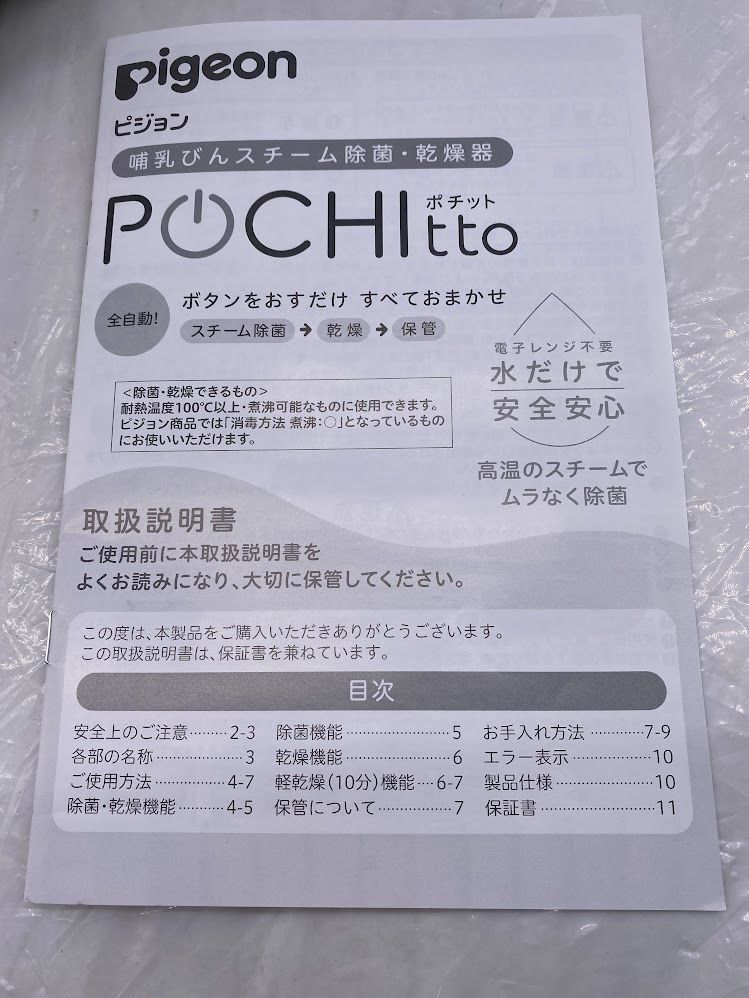 Pigeon
ピジョン
哺乳びんスチーム除菌・乾燥器
POCHItto
ポチット
全自動!
ボタンをおすだけ すべておまかせ
スチーム除菌→乾燥→保管
<除菌・乾燥できるもの>
耐熱温度100℃以上・煮沸可能なものに使用できます。
ピジョン商品では「消毒方法 煮沸:○」となっているもの
にお使いいただけます。
電子レンジ不要
水だけで
安全安心
高温のスチームで
ムラなく除菌
取扱説明書
ご使用前に本取扱説明書を
よくお読みになり、大切に保管してください。
この度は、本製品をご購入いただきありがとうございます。
この取扱説明書は、保証書を兼ねています。
目次
安全上のご注意………2-3
各部の名称………………3
ご使用方法……………4-7
除菌・乾燥機能…………4-5
除菌機能…………………5
乾燥機能…………………6
軽乾燥(10分)機能…6-7
保管について……………7
お手入れ方法…………7-9
エラー表示………………10
製品仕様…………………10
保証書……………………11